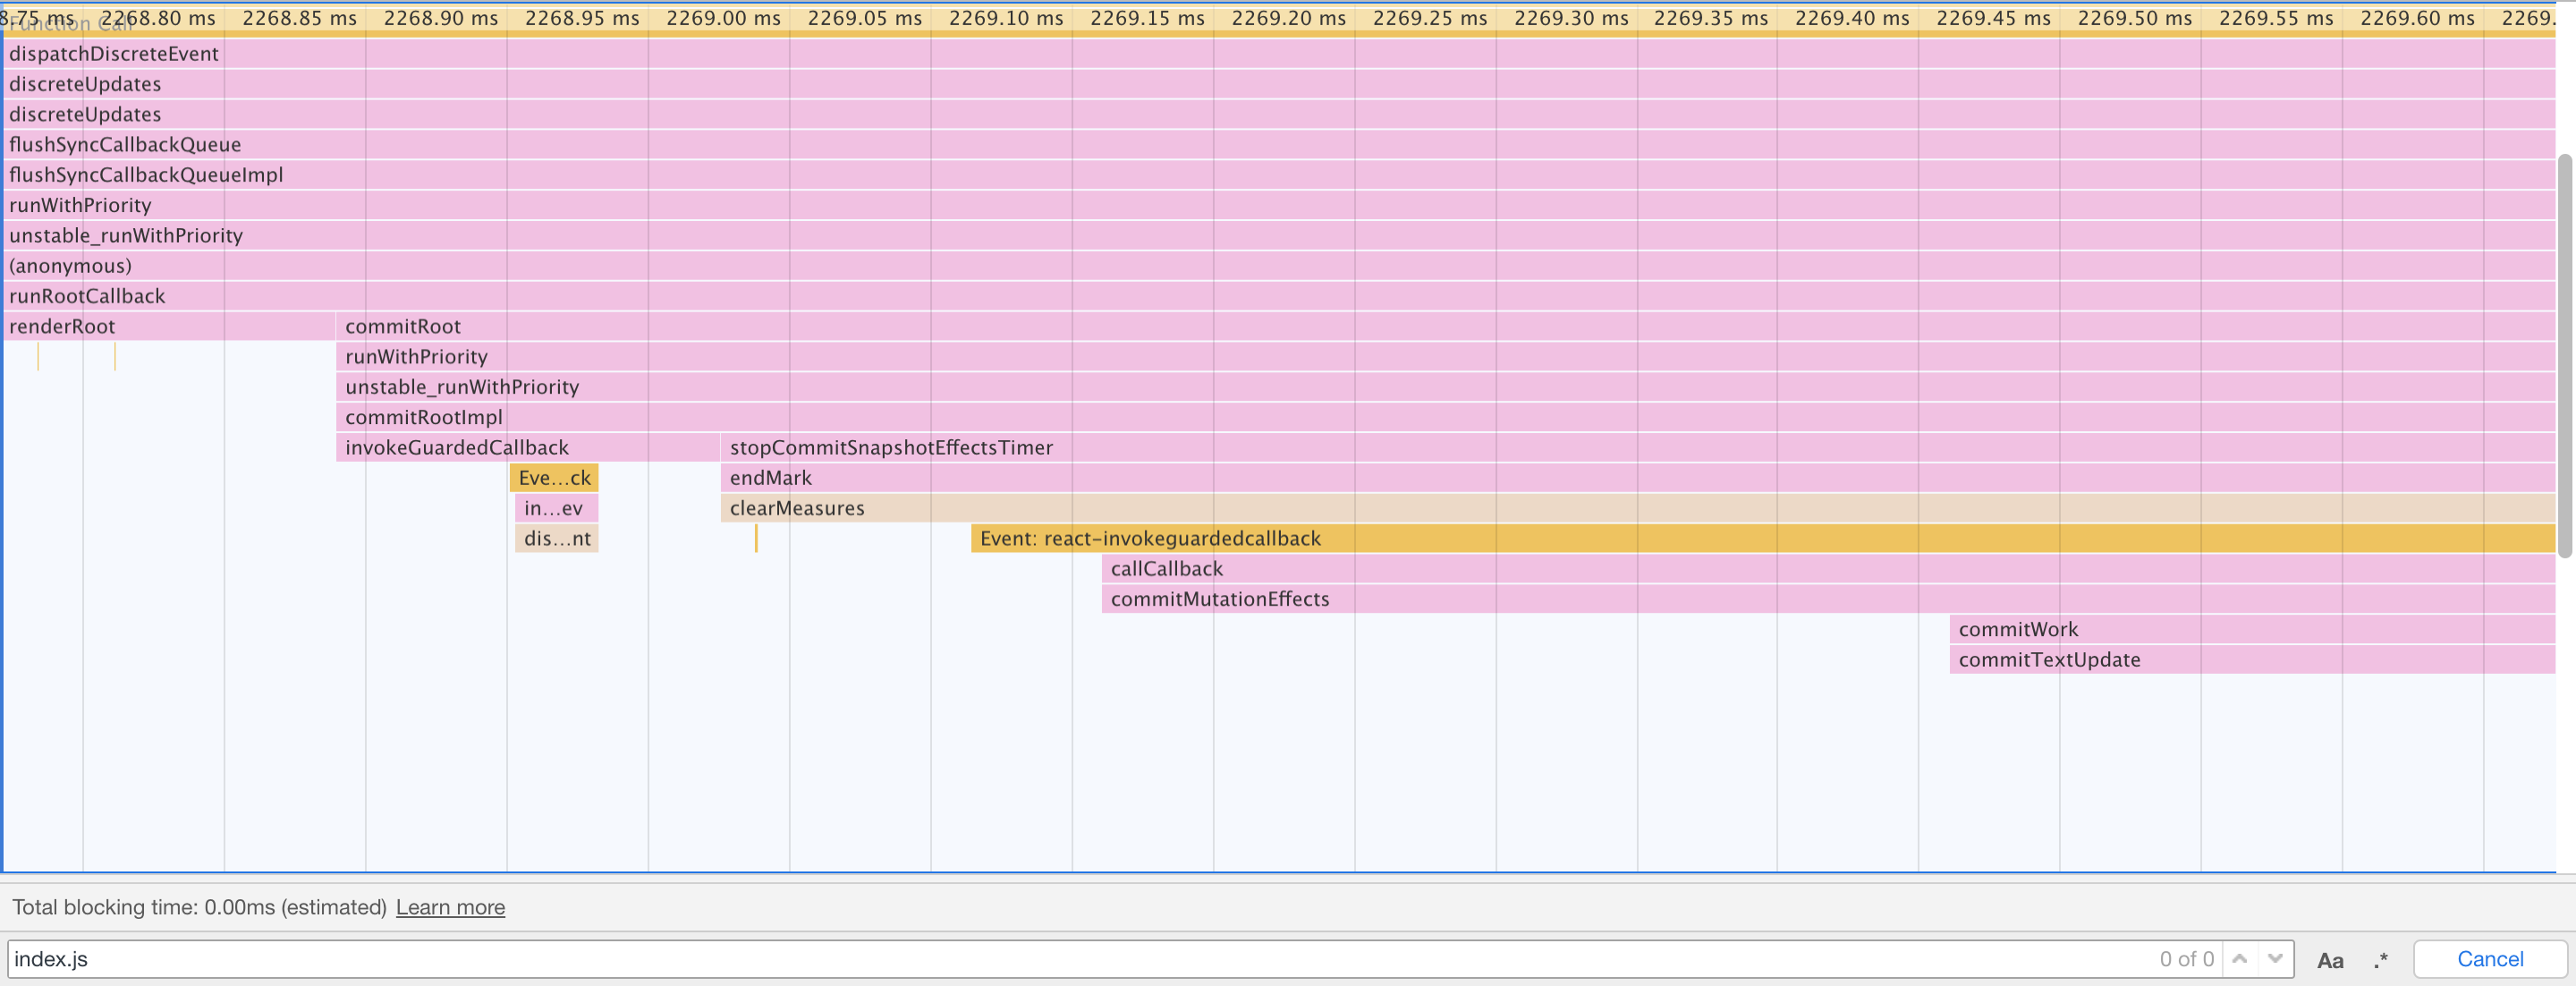 8.75 ms 2268.80 ms 2268.85 ms 2268.90 ms 2268.95 ms 2269.00 ms 2269.05 ms 2269.10 ms 2269.15 ms 2269.20 ms 2269.25 ms 2269.30 ms 2269.35 ms 2269.40 ms 2269.45 ms 2269.50 ms 2269.55 ms 2269.60 ms 2269.
Function Call
dispatchDiscreteEvent
discreteUpdates
discreteUpdates
flushSyncCallbackQueue
flushSyncCallbackQueueImpl
runWithPriority
unstable_runWithPriority
(anonymous)
runRootCallback
renderRoot commitRoot
runWithPriority
unstable_runWithPriority
commitRootImpl
invokeGuardedCallback stopCommitSnapshotEffectsTimer
Eve...ck endMark
in...ev clearMeasures
dis...nt Event: react-invokeguardedcallback
callCallback
commitMutationEffects
commitWork
commitTextUpdate
Total blocking time: 0.00ms (estimated) Learn more
index.js 0 of 0 Aa .* Cancel